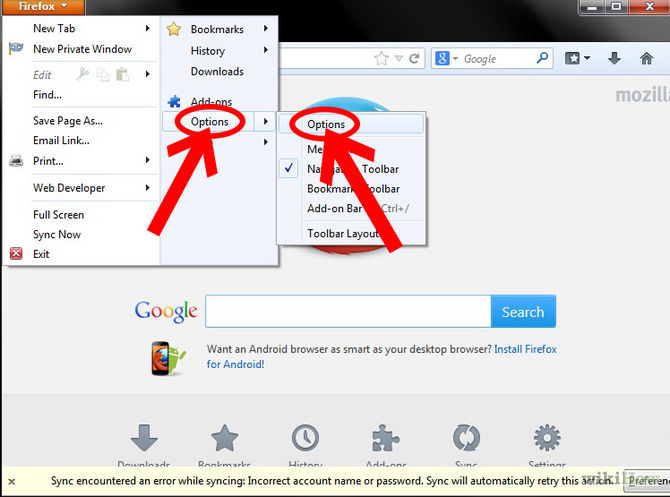 Firefox
New Tab
New Private Window
Edit
Find...
Save Page As...
Email Link...
Print...
Web Developer
Full Screen
Sync Now
Exit
Bookmarks
History
Downloads
Add-ons
Options
Options
Toolbar
Toolbar
Add-on Bar Ctrl+/
Toolbar Layout
Google
mozilla
Google
Search
Want an Android browser as smart as your desktop browser? Install Firefox
for Android!
Downloads Bookmarks History Add-ons Sync Settings
Sync encountered an error while syncing: Incorrect account name or password. Sync will automatically retry this action.
wikiHow